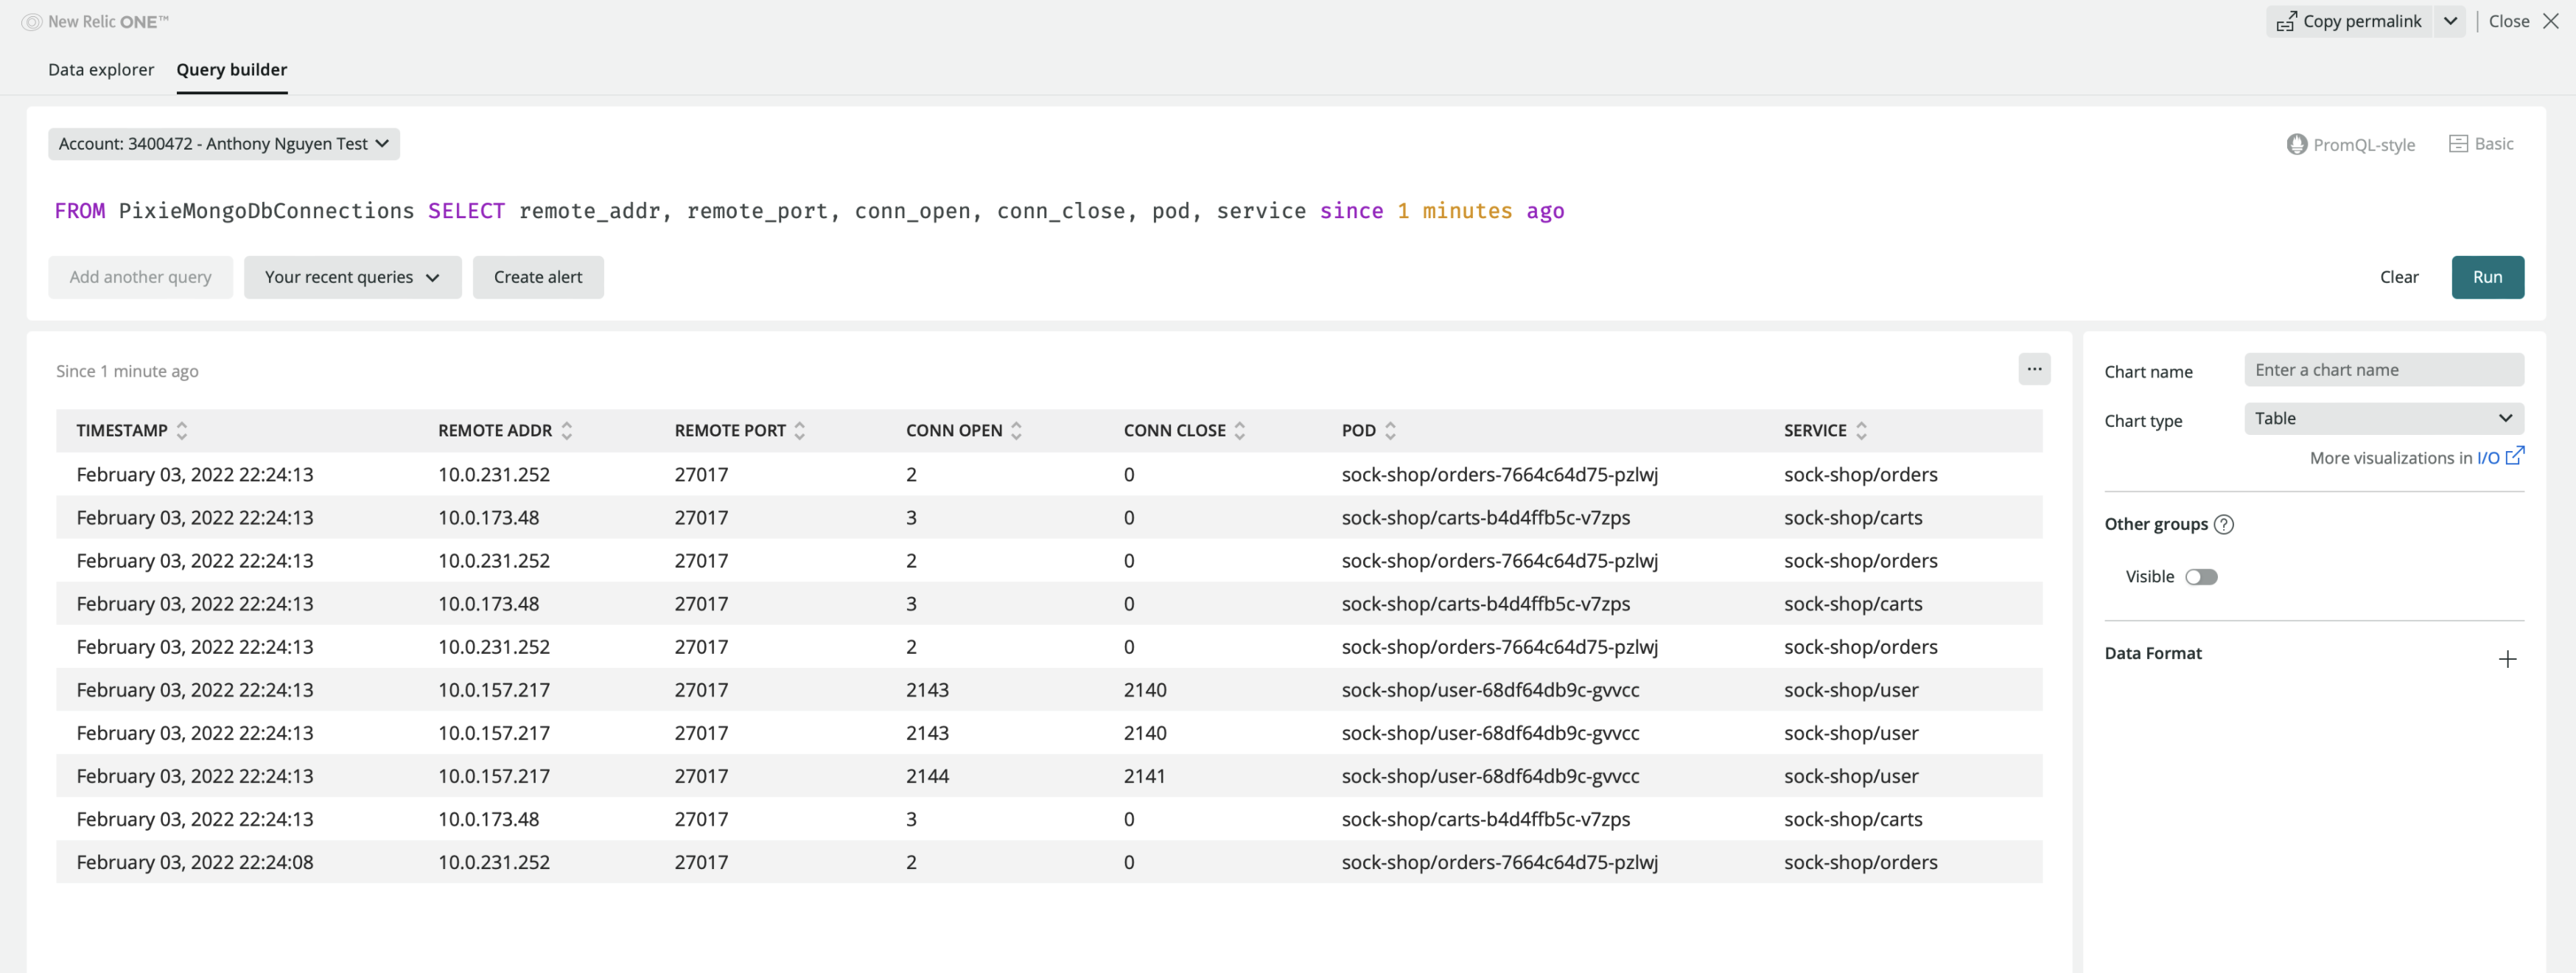 New Relic ONE™
Copy permalink
Close
Data explorer Query builder
Account: 3400472 - Anthony Nguyen Test
PromQL-style Basic
FROM PixieMongoDbConnections SELECT remote_addr, remote_port, conn_open, conn_close, pod, service since 1 minutes ago
Add another query Your recent queries Create alert
Clear Run
Since 1 minute ago
...
TIMESTAMP REMOTE ADDR REMOTE PORT CONN OPEN CONN CLOSE POD SERVICE
February 03, 2022 22:24:13 10.0.231.252 27017 2 0 sock-shop/orders-7664c64d75-pzlwj sock-shop/orders
February 03, 2022 22:24:13 10.0.173.48 27017 3 0 sock-shop/carts-b4d4ffb5c-v7zps sock-shop/carts
February 03, 2022 22:24:13 10.0.231.252 27017 2 0 sock-shop/orders-7664c64d75-pzlwj sock-shop/orders
February 03, 2022 22:24:13 10.0.173.48 27017 3 0 sock-shop/carts-b4d4ffb5c-v7zps sock-shop/carts
February 03, 2022 22:24:13 10.0.231.252 27017 2 0 sock-shop/orders-7664c64d75-pzlwj sock-shop/orders
February 03, 2022 22:24:13 10.0.157.217 27017 2143 2140 sock-shop/user-68df64db9c-gvvcc sock-shop/user
February 03, 2022 22:24:13 10.0.157.217 27017 2143 2140 sock-shop/user-68df64db9c-gvvcc sock-shop/user
February 03, 2022 22:24:13 10.0.157.217 27017 2144 2141 sock-shop/user-68df64db9c-gvvcc sock-shop/user
February 03, 2022 22:24:13 10.0.173.48 27017 3 0 sock-shop/carts-b4d4ffb5c-v7zps sock-shop/carts
February 03, 2022 22:24:08 10.0.231.252 27017 2 0 sock-shop/orders-7664c64d75-pzlwj sock-shop/orders
Chart name Enter a chart name
Chart type Table
More visualizations in I/O
Other groups ?
Visible
Data Format +